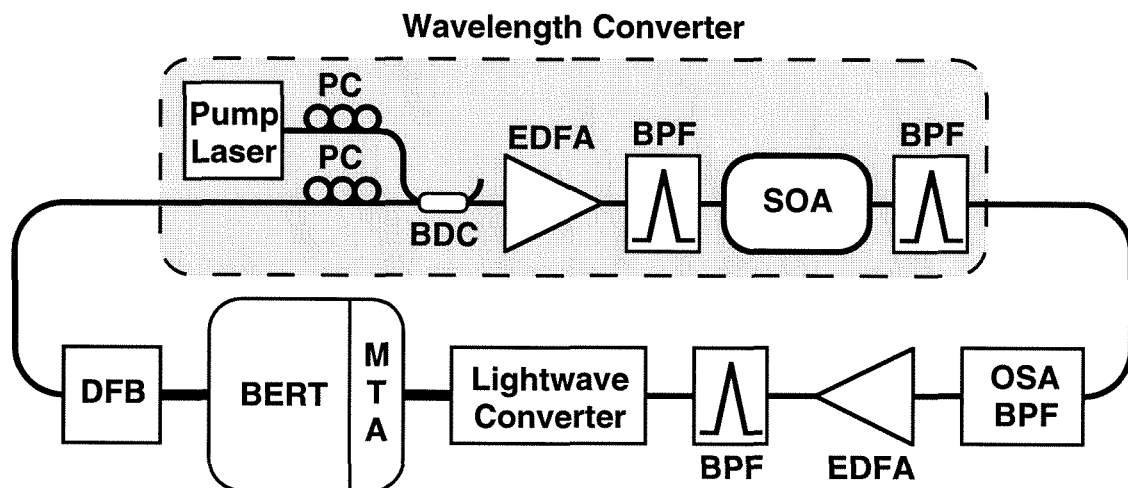 Wavelength Converter
Pump
Laser
PC
PC
BDC
EDFA
BPF
SOA
BPF
DFB
BERT
M
T
A
Lightwave
Converter
BPF
EDFA
OSA
BPF